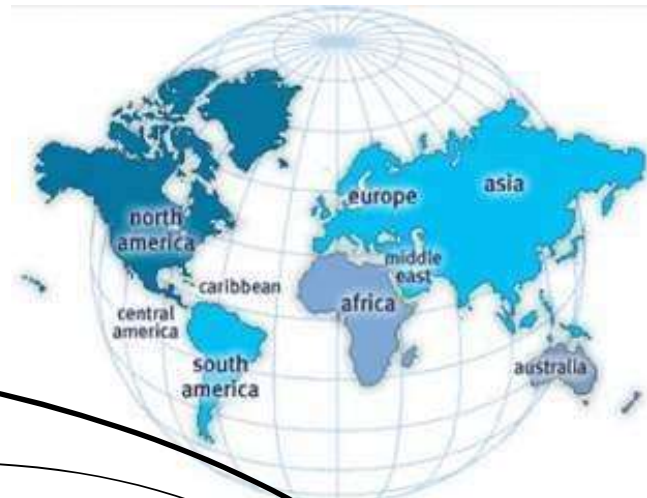 north
america
europe
asia
middle
east
caribbean
africa
central
america
south
america
australia